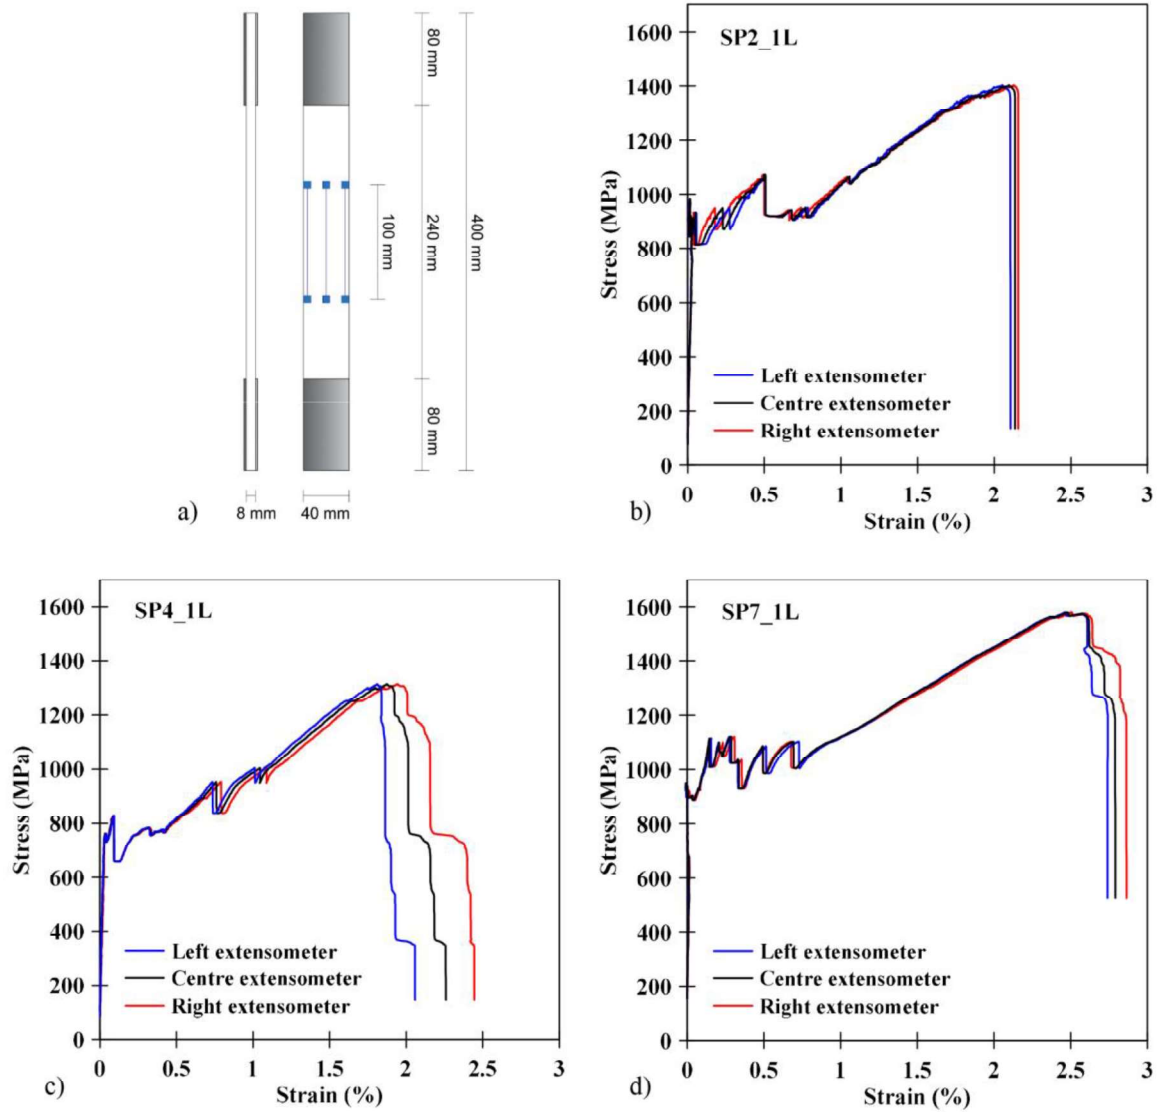 80 mm
100 mm
240 mm
400 mm
80 mm
a)
8 mm
40 mm
SP2_1L
Stress (MPa)
1600
1400
1200
1000
800
600
400
200
0
Left extensometer
Centre extensometer
Right extensometer
0 0.5 1 1.5 2 2.5 3
Strain (%)
b)
SP4_1L
Stress (MPa)
1600
1400
1200
1000
800
600
400
200
0
Left extensometer
Centre extensometer
Right extensometer
0 0.5 1 1.5 2 2.5 3
Strain (%)
c)
SP7_1L
Stress (MPa)
1600
1400
1200
1000
800
600
400
200
0
Left extensometer
Centre extensometer
Right extensometer
0 0.5 1 1.5 2 2.5 3
Strain (%)
d)